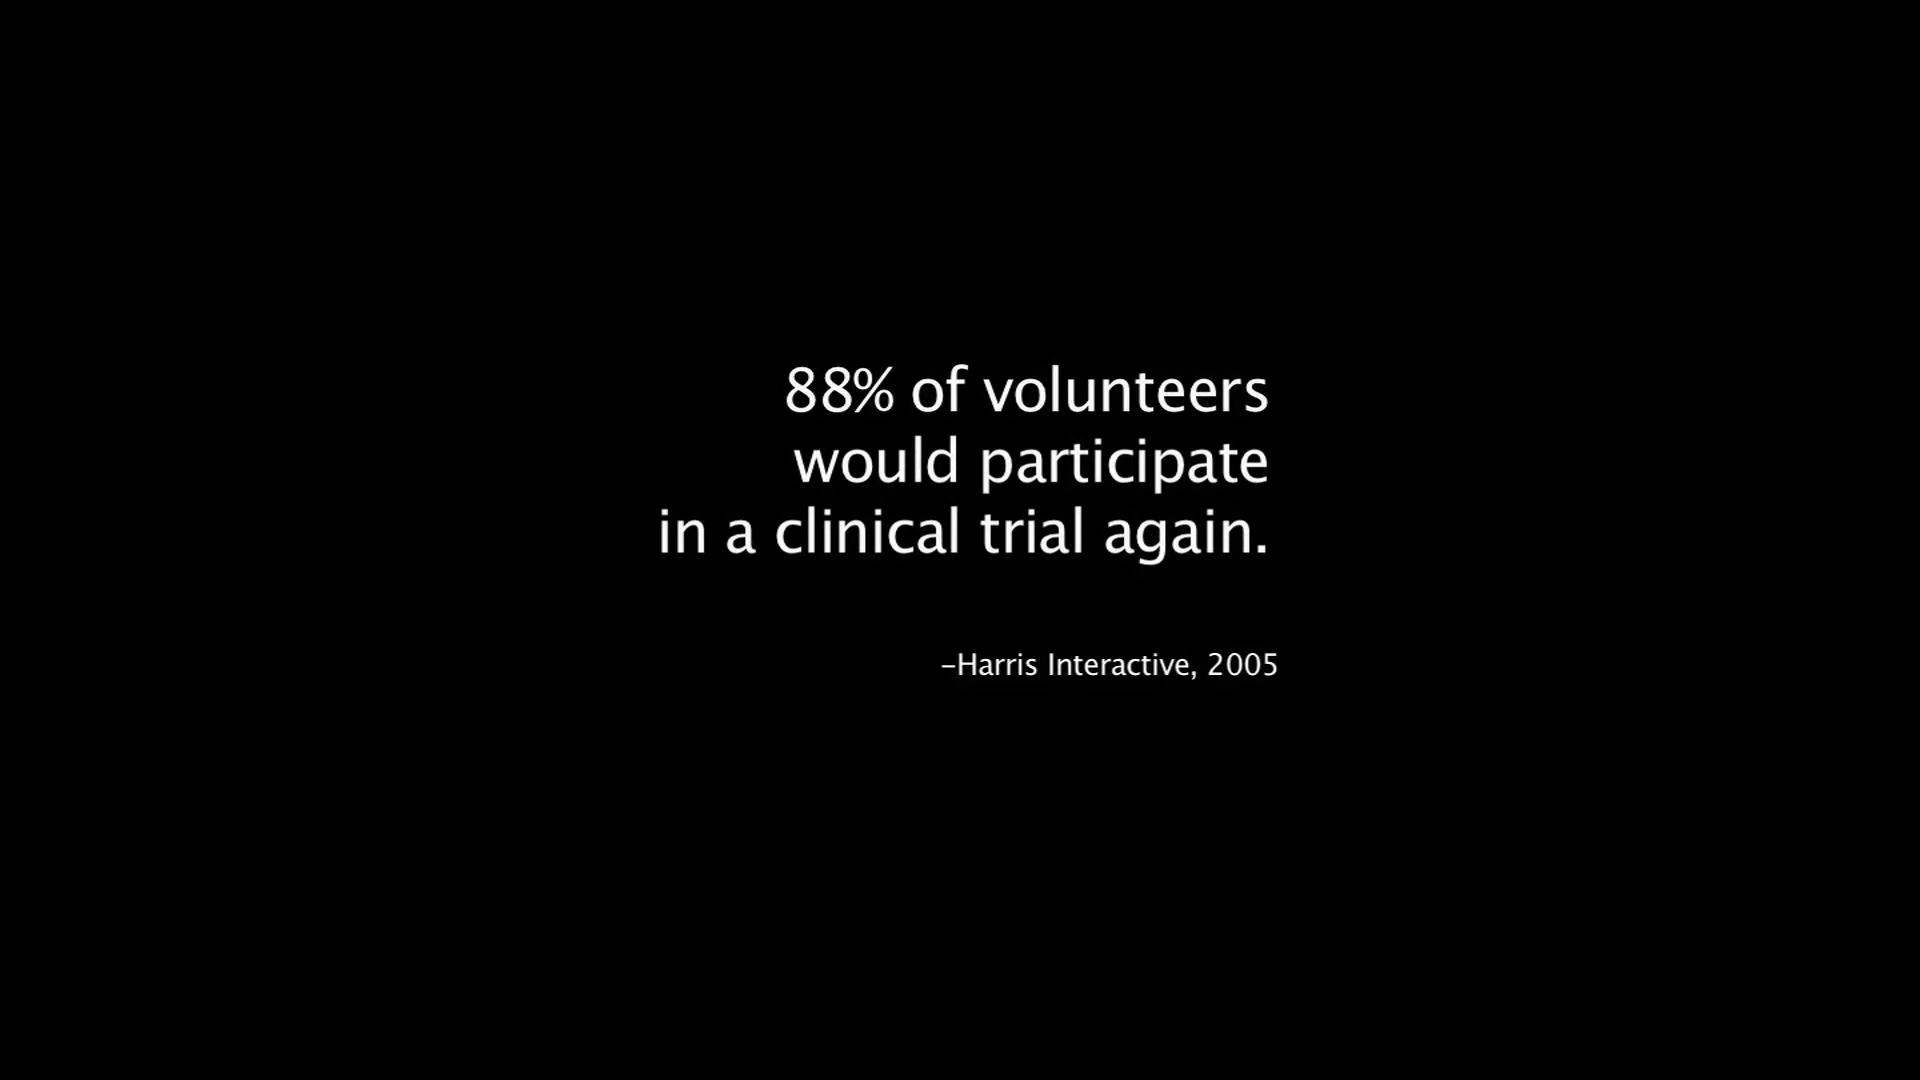 88% of volunteers
would participate
in a clinical trial again.
–Harris Interactive, 2005